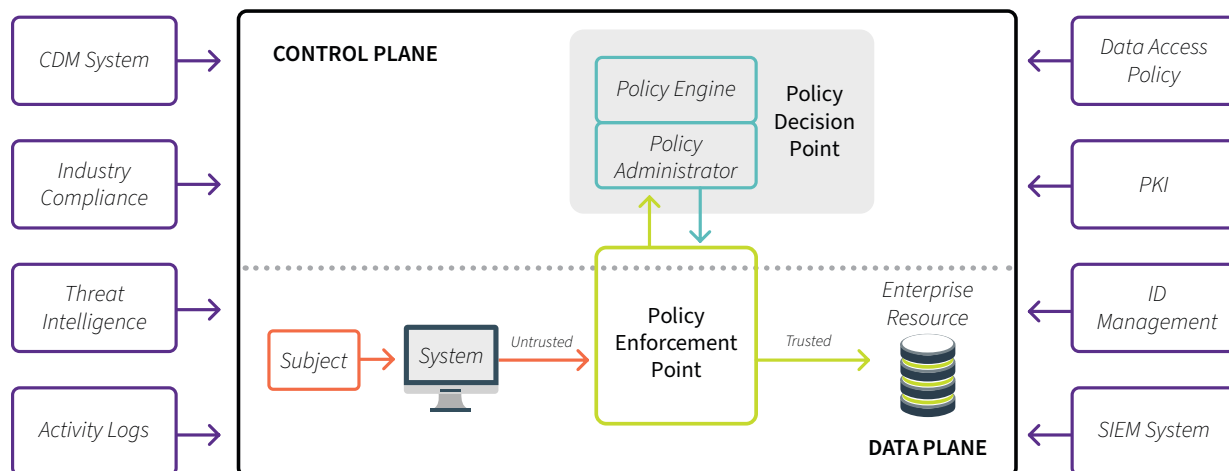 CDM System
Industry
Compliance
Threat
Intelligence
Activity Logs
CONTROL PLANE
Policy Engine
Policy
Administrator
Policy
Decision
Point
Subject
System
Untrusted
Policy
Enforcement
Point
Trusted
Enterprise
Resource
DATA PLANE
Data Access
Policy
PKI
ID
Management
SIEM System